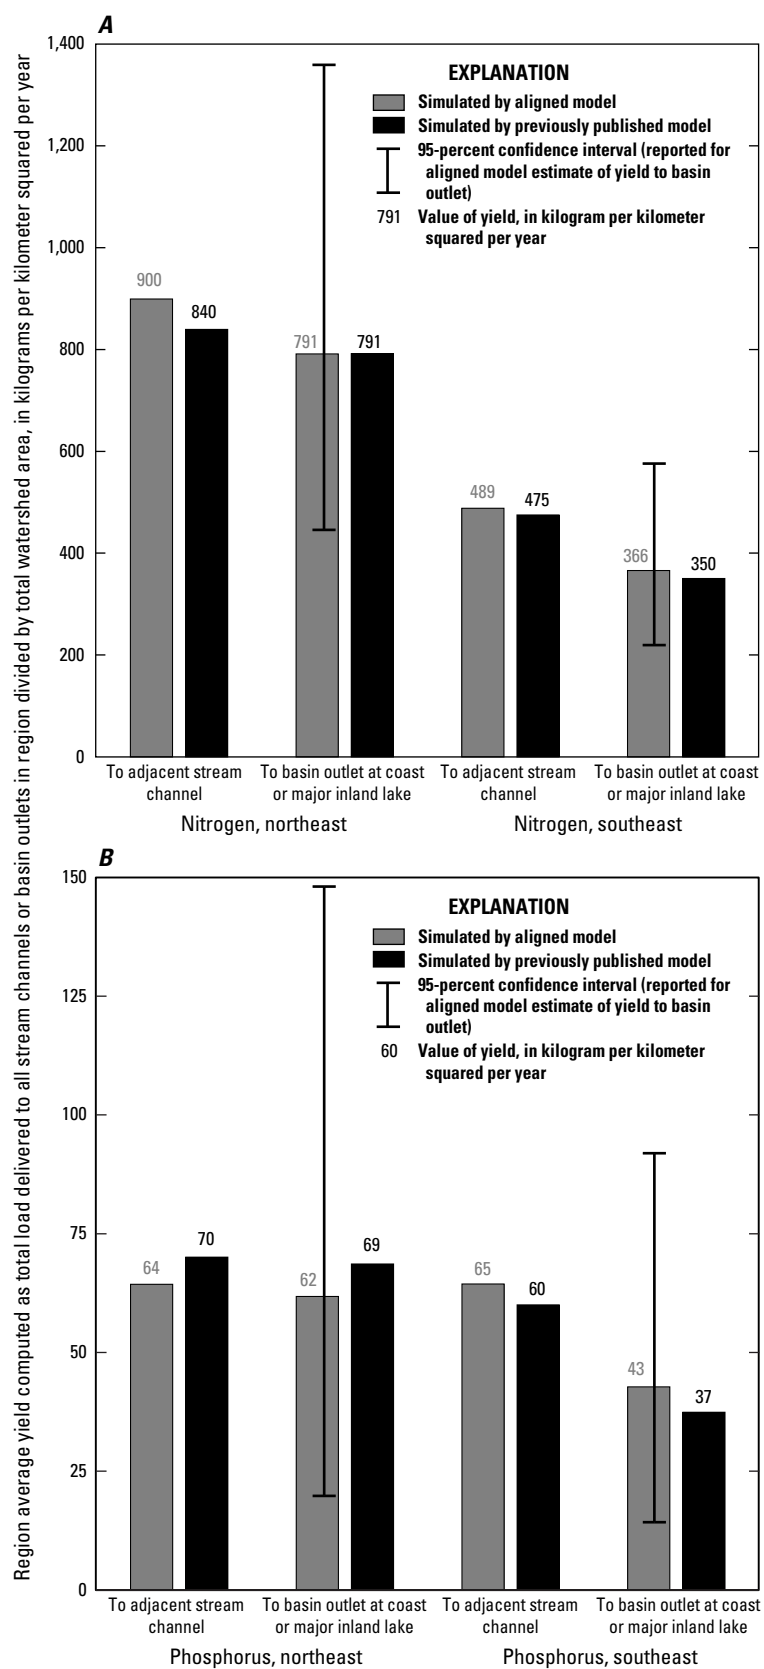 Region average yield computed as total load delivered to all stream channels or basin outlets in region divided by total watershed area, in kilograms per kilometer squared per year
A
1,400
1,200
1,000
800
600
400
200
0
EXPLANATION
Simulated by aligned model
Simulated by previously published model
95-percent confidence interval (reported for
aligned model estimate of yield to basin
outlet)
791 Value of yield, in kilogram per kilometer
squared per year
900
840
791
791
489
475
366
350
To adjacent stream
channel
To basin outlet at coast
or major inland lake
To adjacent stream
channel
To basin outlet at coast
or major inland lake
Nitrogen, northeast
Nitrogen, southeast
B
150
125
100
75
50
25
0
EXPLANATION
Simulated by aligned model
Simulated by previously published model
95-percent confidence interval (reported for
aligned model estimate of yield to basin
outlet)
60 Value of yield, in kilogram per kilometer
squared per year
64
70
62
69
65
60
43
37
To adjacent stream
channel
To basin outlet at coast
or major inland lake
To adjacent stream
channel
To basin outlet at coast
or major inland lake
Phosphorus, northeast
Phosphorus, southeast